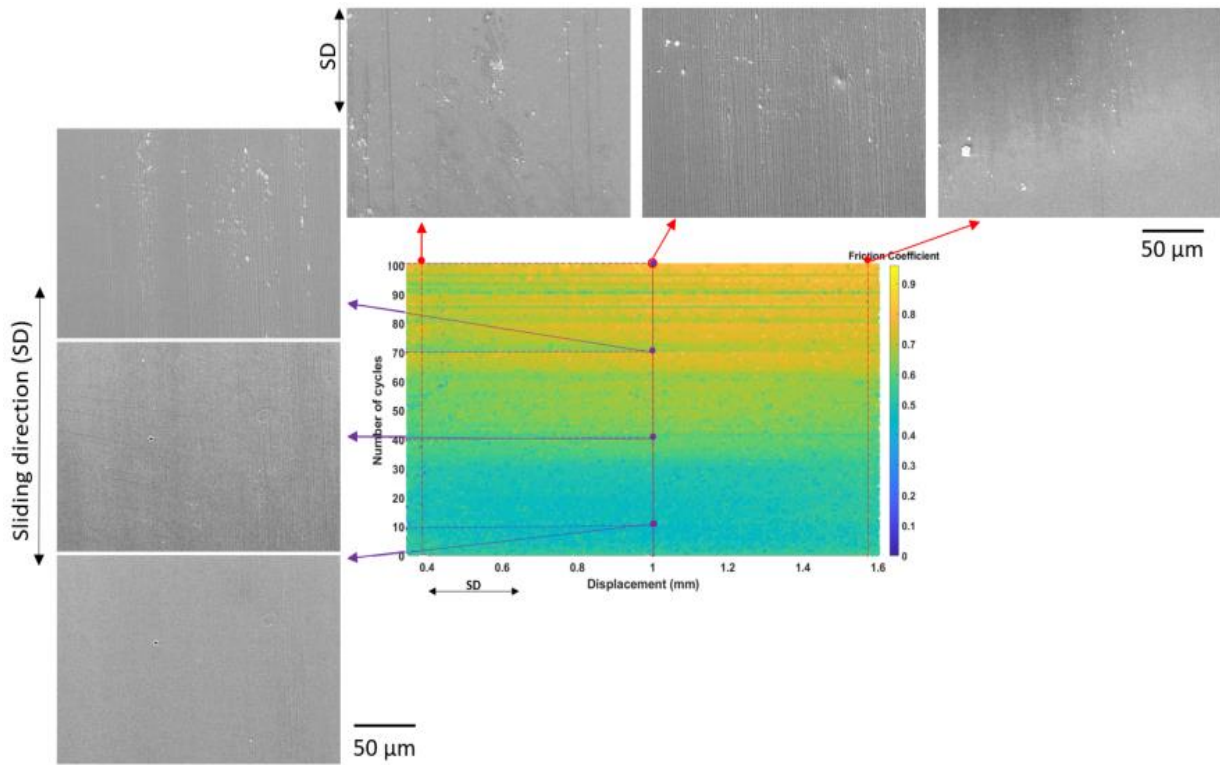 SD
Sliding direction (SD)
50 µm
Friction Coefficient
100
90
80
70
60
50
40
30
20
10
0
Number of cycles
0.9
0.8
0.7
0.6
0.5
0.4
0.3
0.2
0.1
0
0.4 0.6 0.8 1 1.2 1.4 1.6
SD
Displacement (mm)
50 µm